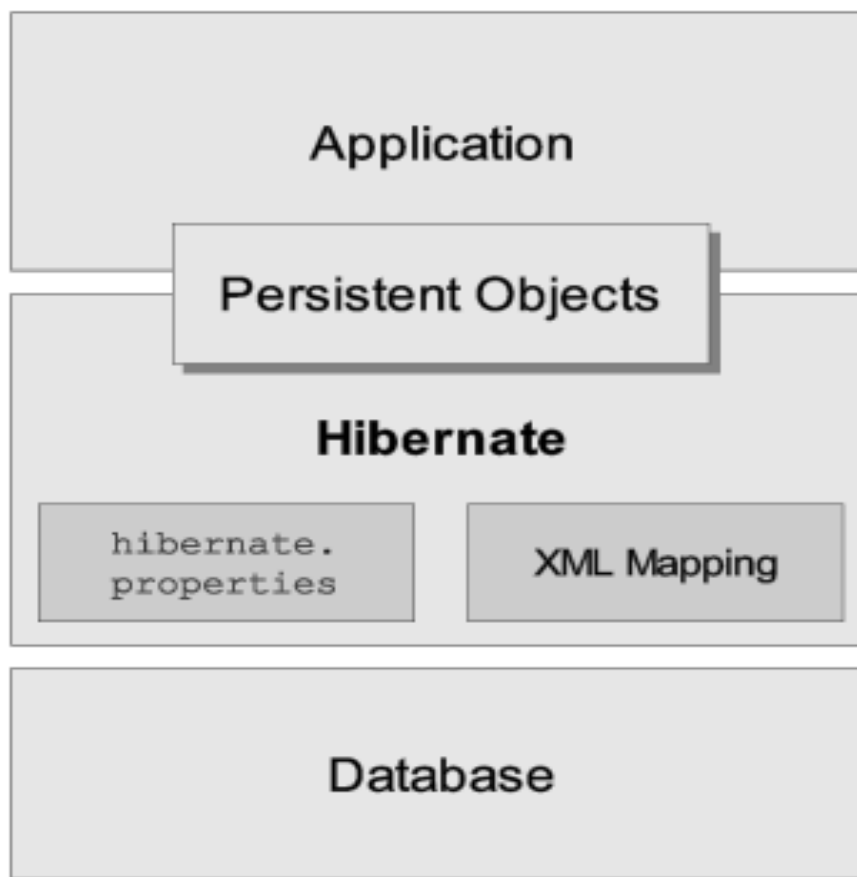 Application
Persistent Objects
Hibernate
hibernate.
properties
XML Mapping
Database